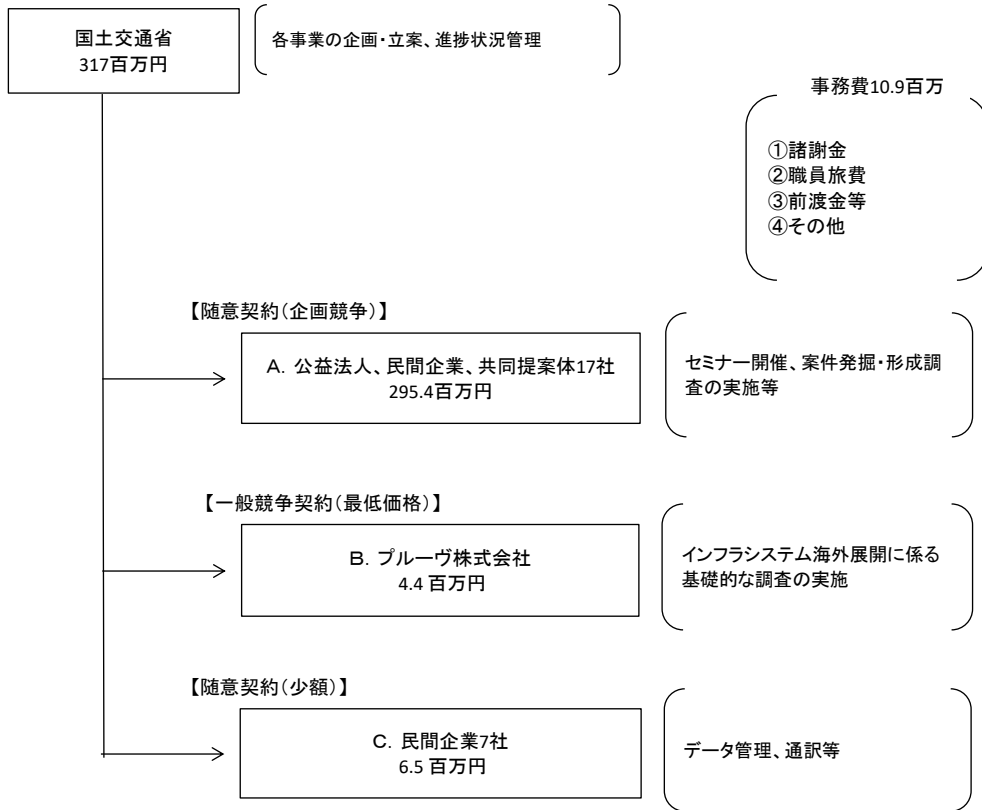 国土交通省
317百万円
各事業の企画・立案、進捗状況管理
事務費10.9百万
①諸謝金
②職員旅費
③前渡金等
④その他
【随意契約(企画競争)】
A. 公益法人、民間企業、共同提案体17社
295.4百万円
セミナー開催、案件発掘・形成調
査の実施等
【一般競争契約(最低価格)】
B. プルーヴ株式会社
4.4 百万円
インフラシステム海外展開に係る
基礎的な調査の実施
【随意契約(少額)】
C. 民間企業7社
6.5 百万円
データ管理、通訳等